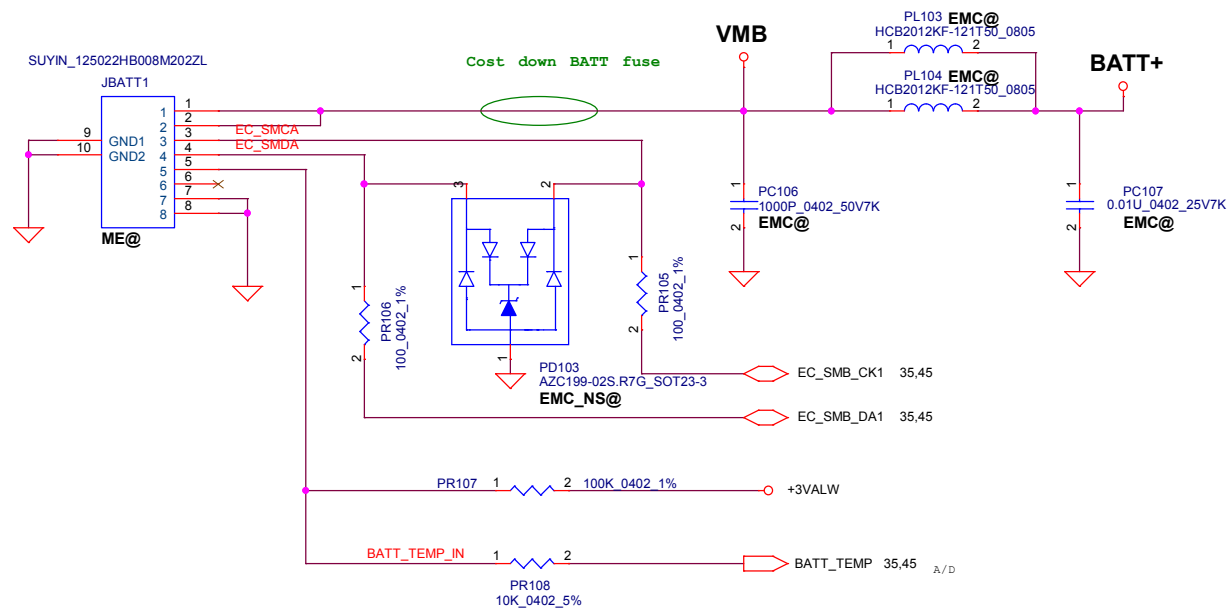 PL103 EMC@
HCB2012KF-121T50_0805
1 2
VMB
SUYIN_125022HB008M202ZL
Cost down BATT fuse
PL104 EMC@
HCB2012KF-121T50_0805
1 2
BATT+
JBATT1
1 1
2 2
EC_SMCA
3 3
EC_SMDA
4 4
5 5
6 6
7 7
8 8
9 GND1
10 GND2
ME@
3 2
1
PC106
1000P_0402_50V7K
EMC@
2
1
PC107
0.01U_0402_25V7K
EMC@
2
1
PR106
100_0402_1%
2
1
PR105
100_0402_1%
2
1
PD103
AZC199-02S.R7G_SOT23-3
EMC_NS@
EC_SMB_CK1 35,45
EC_SMB_DA1 35,45
PR107 1 2 100K_0402_1%
+3VALW
BATT_TEMP_IN 1 2
BATT_TEMP 35,45 A/D
PR108
10K_0402_5%